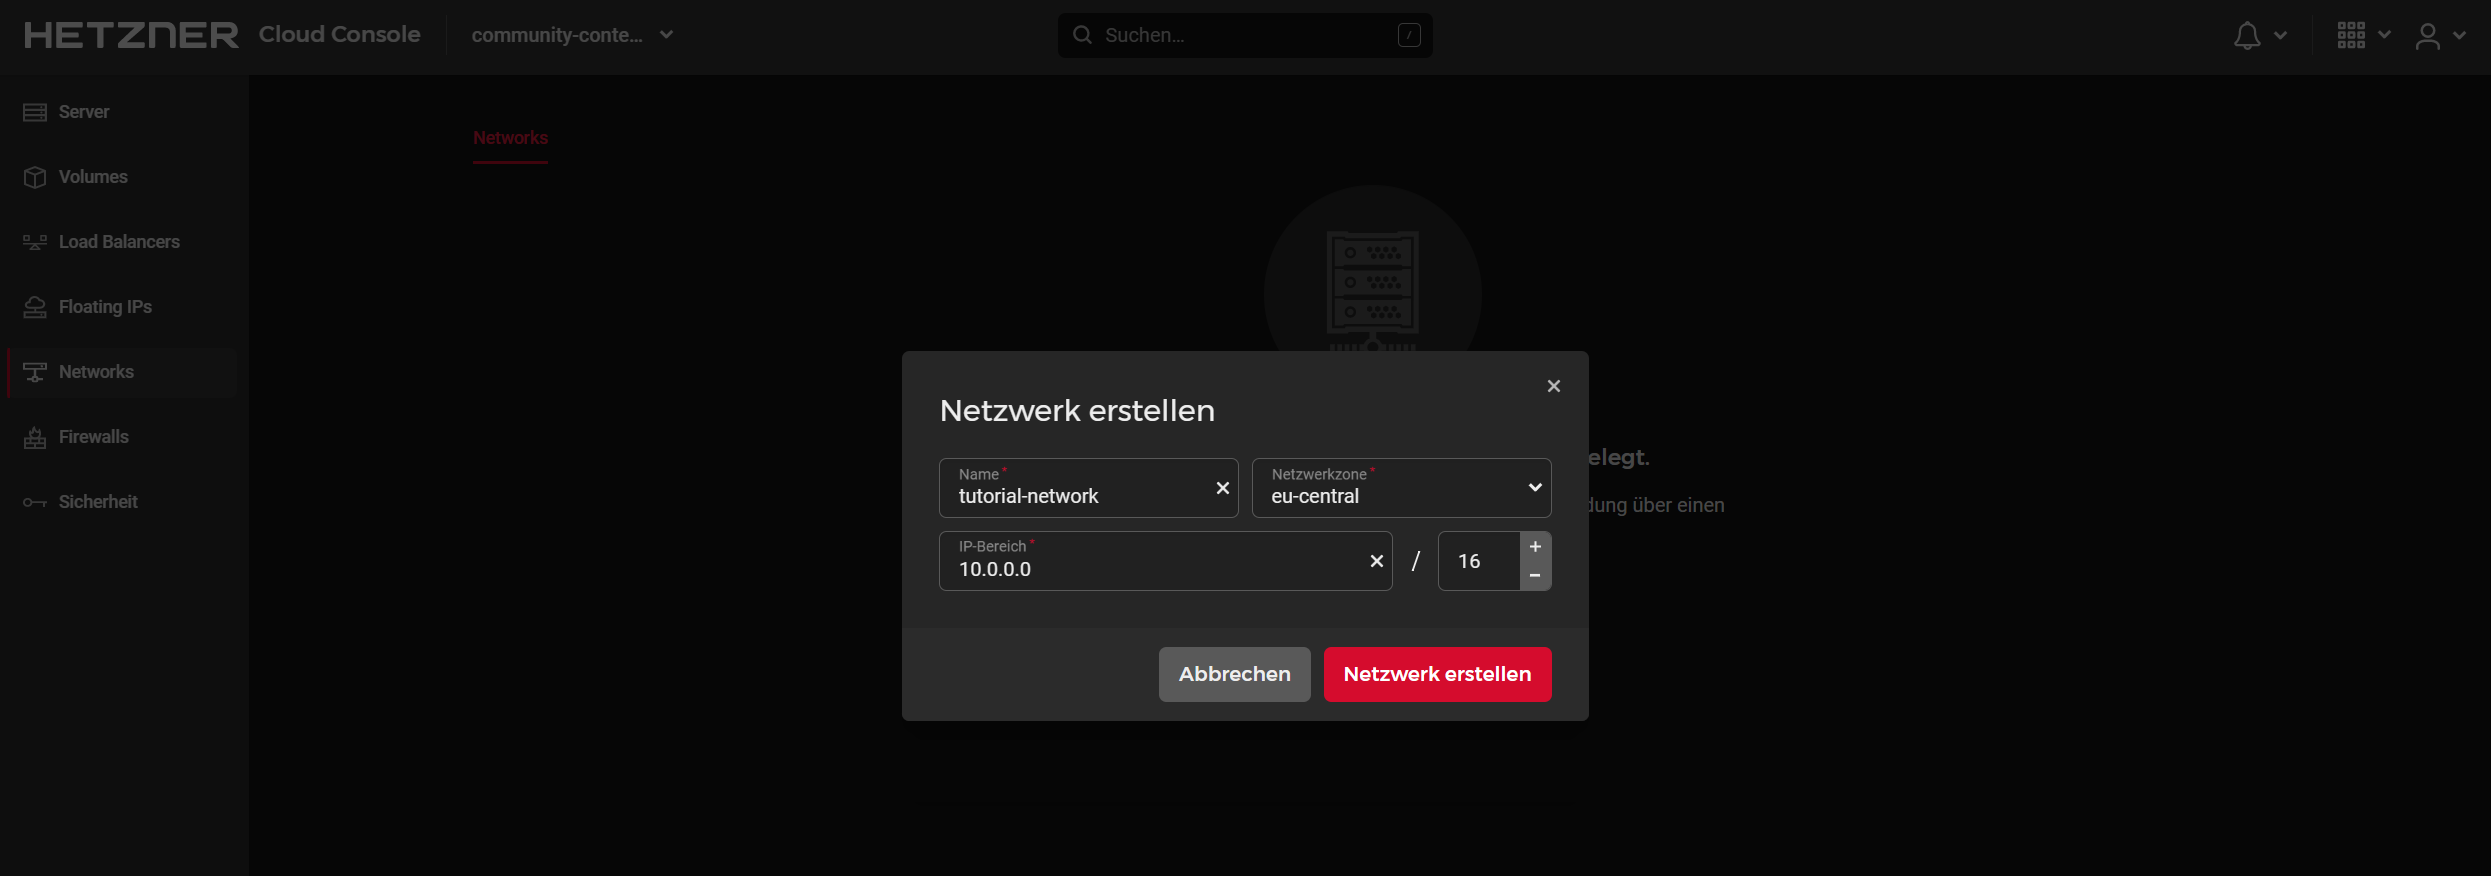 HETZNER Cloud Console community-conte... Suchen... /
Server
Volumes
Load Balancers
Floating IPs
Networks
Firewalls
Sicherheit
Networks
elegt.
dung über einen
Netzwerk erstellen
Name *
tutorial-network
Netzwerkzone *
eu-central
IP-Bereich *
10.0.0.0
/ 16
Abbrechen Netzwerk erstellen